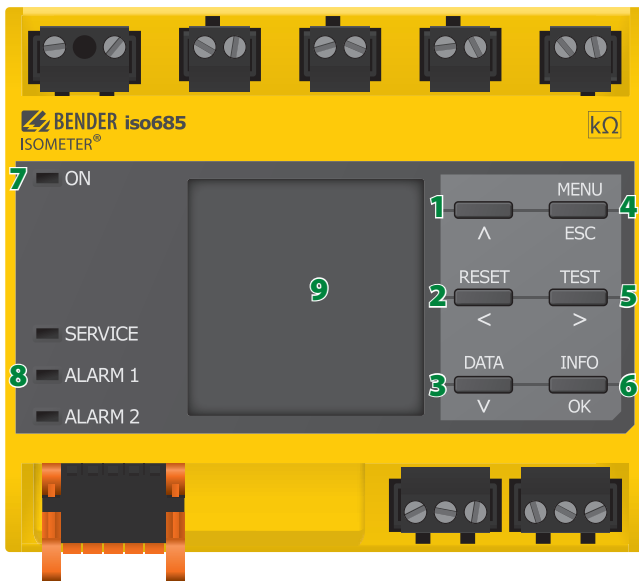 BENDER iso685
ISOMETER®
kΩ
7 ON
9
SERVICE
8 ALARM 1
ALARM 2
MENU
1 4
∧ ESC
RESET TEST
2 5
< >
DATA INFO
3 6
∨ OK